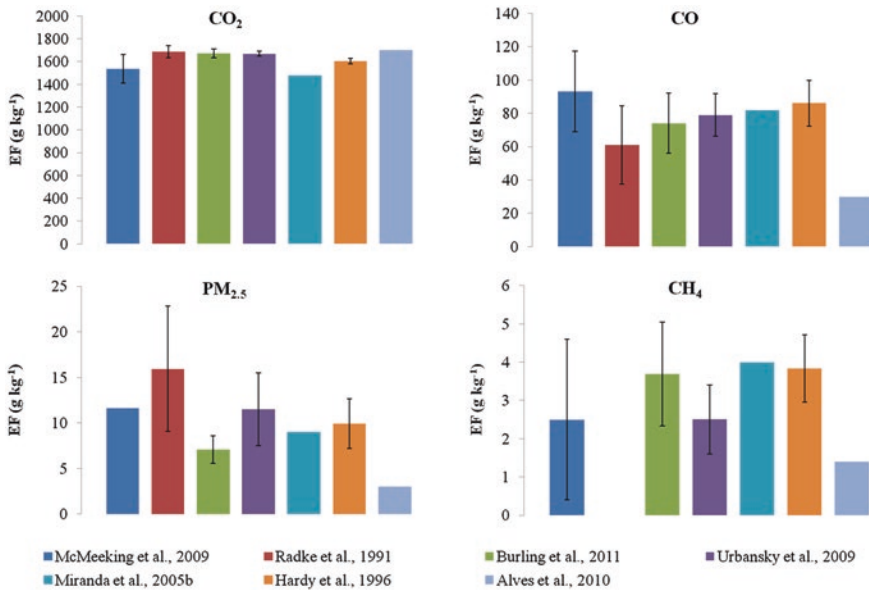 CO₂
EF (g kg⁻¹)
2000
1800
1600
1400
1200
1000
800
600
400
200
0
CO
EF (g kg⁻¹)
140
120
100
80
60
40
20
0
PM₂.₅
EF (g kg⁻¹)
25
20
15
10
5
0
CH₄
EF (g kg⁻¹)
6
5
4
3
2
1
0
McMeeking et al., 2009
Radke et al., 1991
Burling et al., 2011
Urbansky et al., 2009
Miranda et al., 2005b
Hardy et al., 1996
Alves et al., 2010